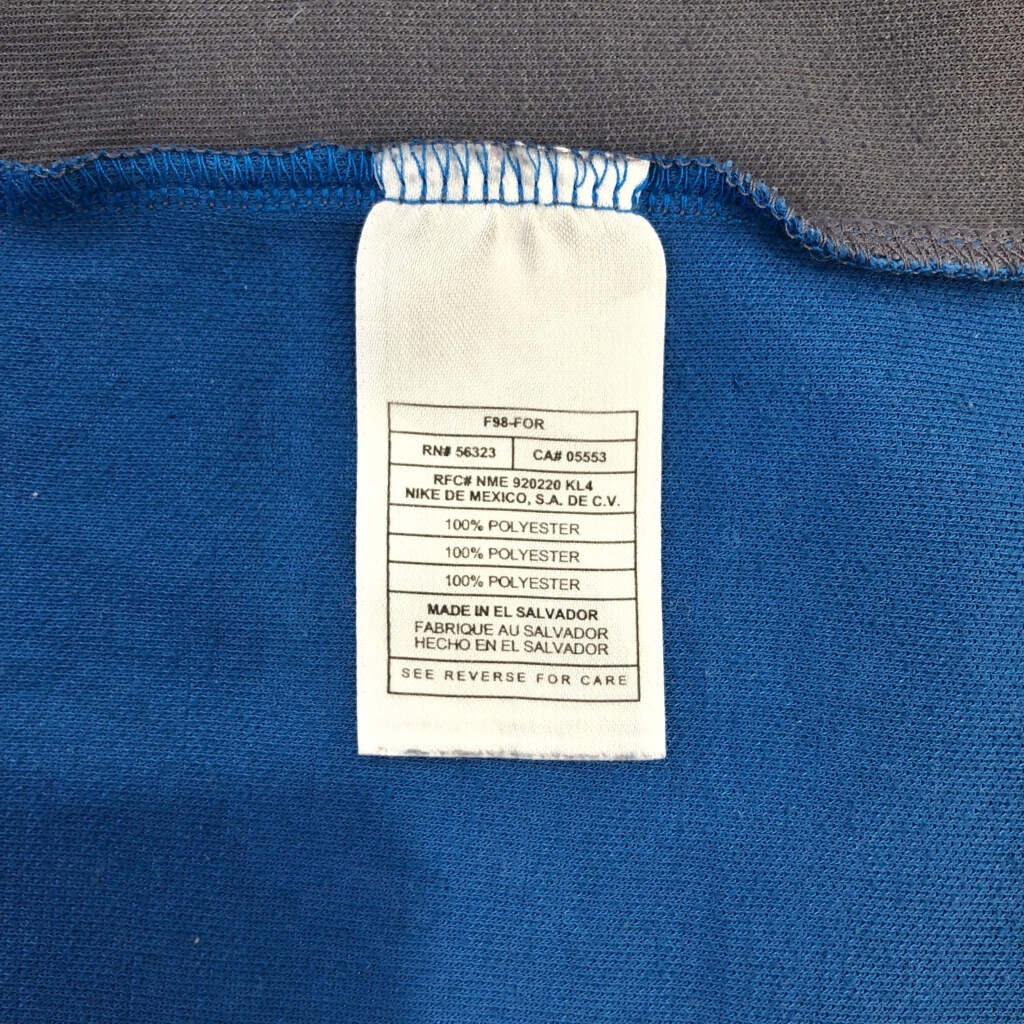 F98-FOR
RN# 56323 CA# 05553
RFC# NME 920220 KL4
NIKE DE MEXICO, S.A. DE C.V.
100% POLYESTER
100% POLYESTER
100% POLYESTER
MADE IN EL SALVADOR
FABRIQUE AU SALVADOR
HECHO EN EL SALVADOR
SEE REVERSE FOR CARE